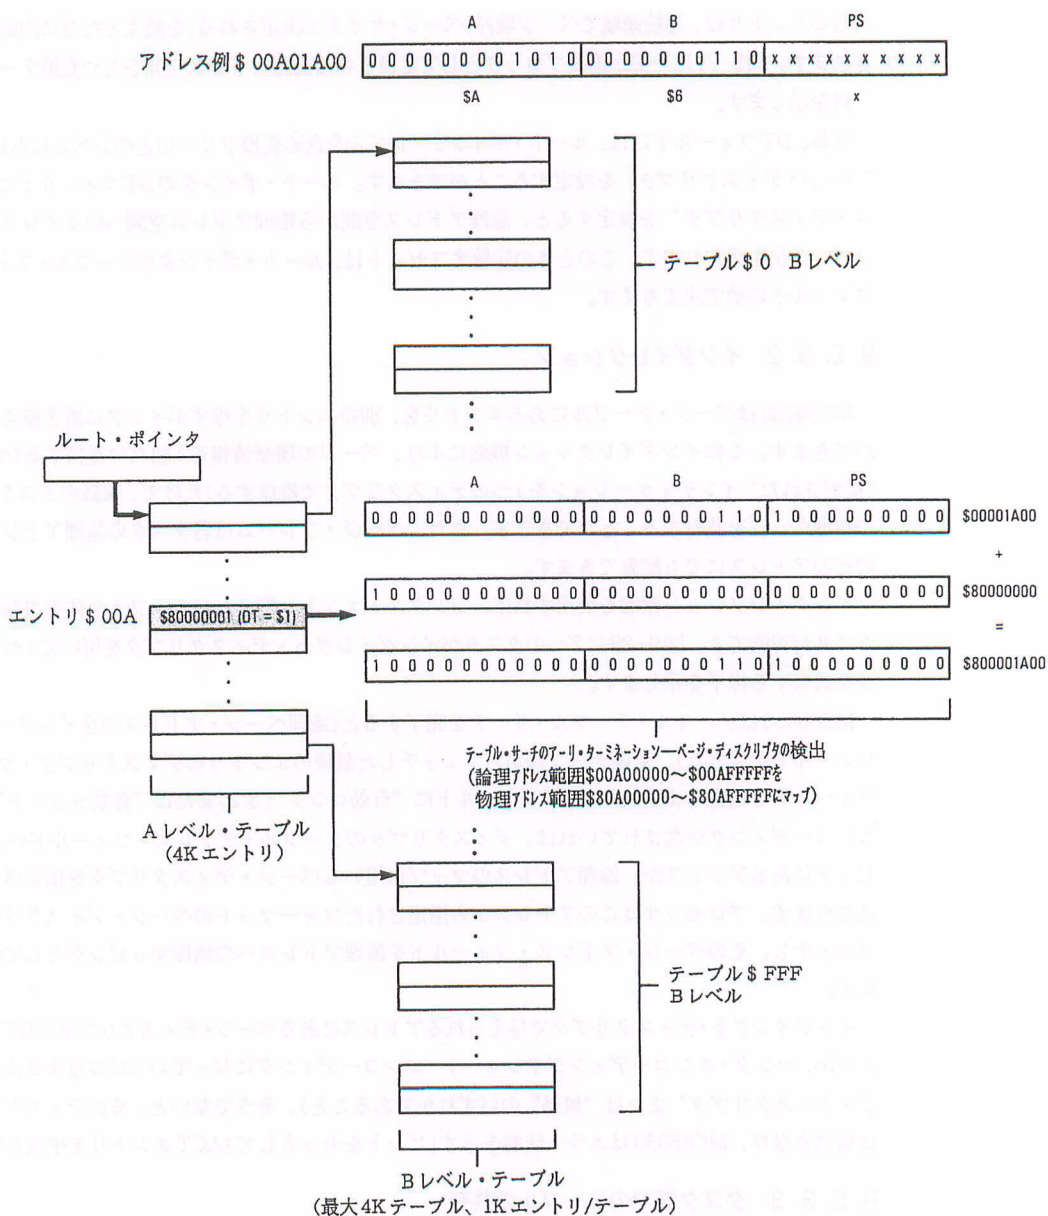 A B PS
アドレス例$ 00A01A00 0 0 0 0 0 0 0 0 1 0 1 0 0 0 0 0 0 0 0 1 1 0 x x x x x x x x x x
$A $6 x
テーブル$ 0 Bレベル
ルート・ポインタ
A B PS
0 0 0 0 0 0 0 0 0 0 0 0 0 0 0 0 0 0 0 1 1 0 1 0 0 0 0 0 0 0 0 0 $00001A00
+
エントリ$ 00A $80000001 (DT = $1) 1 0 0 0 0 0 0 0 0 0 0 0 0 0 0 0 0 0 0 0 0 0 0 0 0 0 0 0 0 0 0 0 $80000000
=
1 0 0 0 0 0 0 0 0 0 0 0 0 0 0 0 0 0 0 1 1 0 1 0 0 0 0 0 0 0 0 0 $800001A00
テーブル・サーチのアーリ・ターミネーション―ページ・ディスクリプタの検出
(論理アドレス範囲$00A00000～$00AFFFFFを
物理アドレス範囲$80A00000～$80AFFFFFにマップ)
Aレベル・テーブル
(4Kエントリ)
テーブル$ FFF
Bレベル
Bレベル・テーブル
(最大4Kテーブル、1Kエントリ/テーブル)